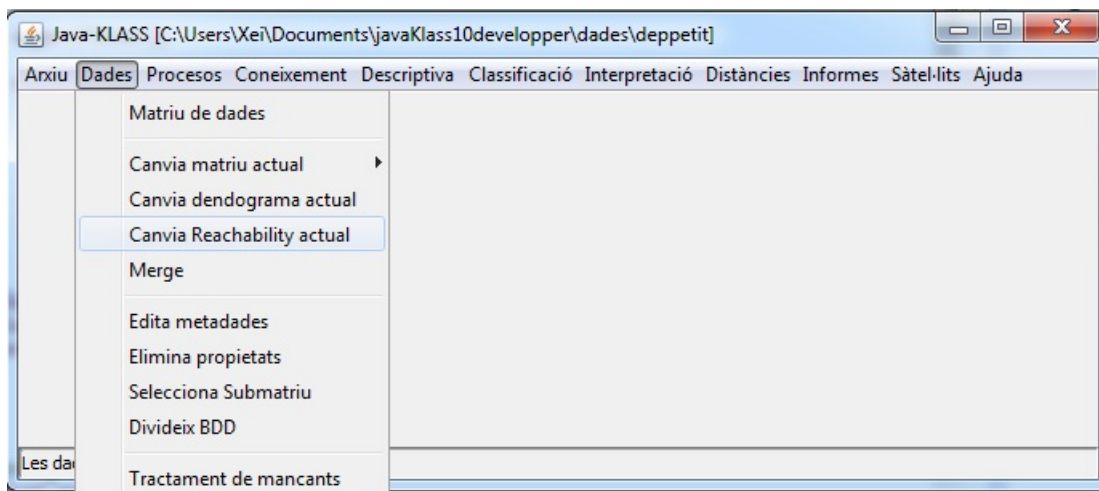 Java-KLASS [C:\Users\Xei\Documents\javaKlass10developper\dades\deppetit]
Arxiu Dades Procesos Coneixement Descriptiva Classificació Interpretació Distàncies Informes Sàtel·lits Ajuda
Matriu de dades
Canvia matriu actual
Canvia dendograma actual
Canvia Reachability actual
Merge
Edita metadades
Elimina propietats
Selecciona Submatriu
Divideix BDD
Les
Tractament de mancants